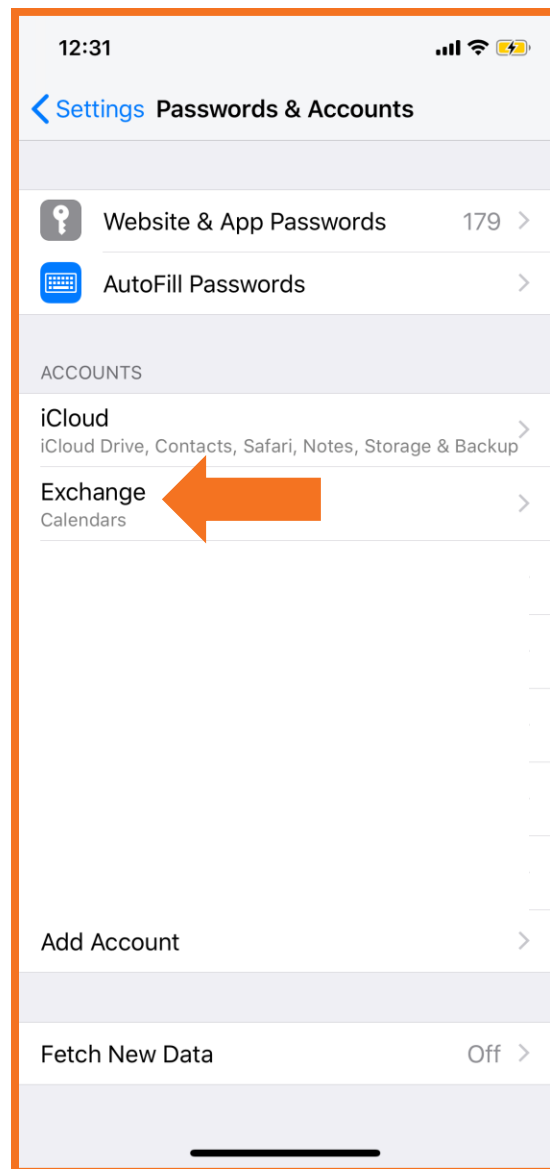 12:31
Settings Passwords & Accounts
Website & App Passwords 179
AutoFill Passwords
ACCOUNTS
iCloud
iCloud Drive, Contacts, Safari, Notes, Storage & Backup
Exchange
Calendars
Add Account
Fetch New Data Off